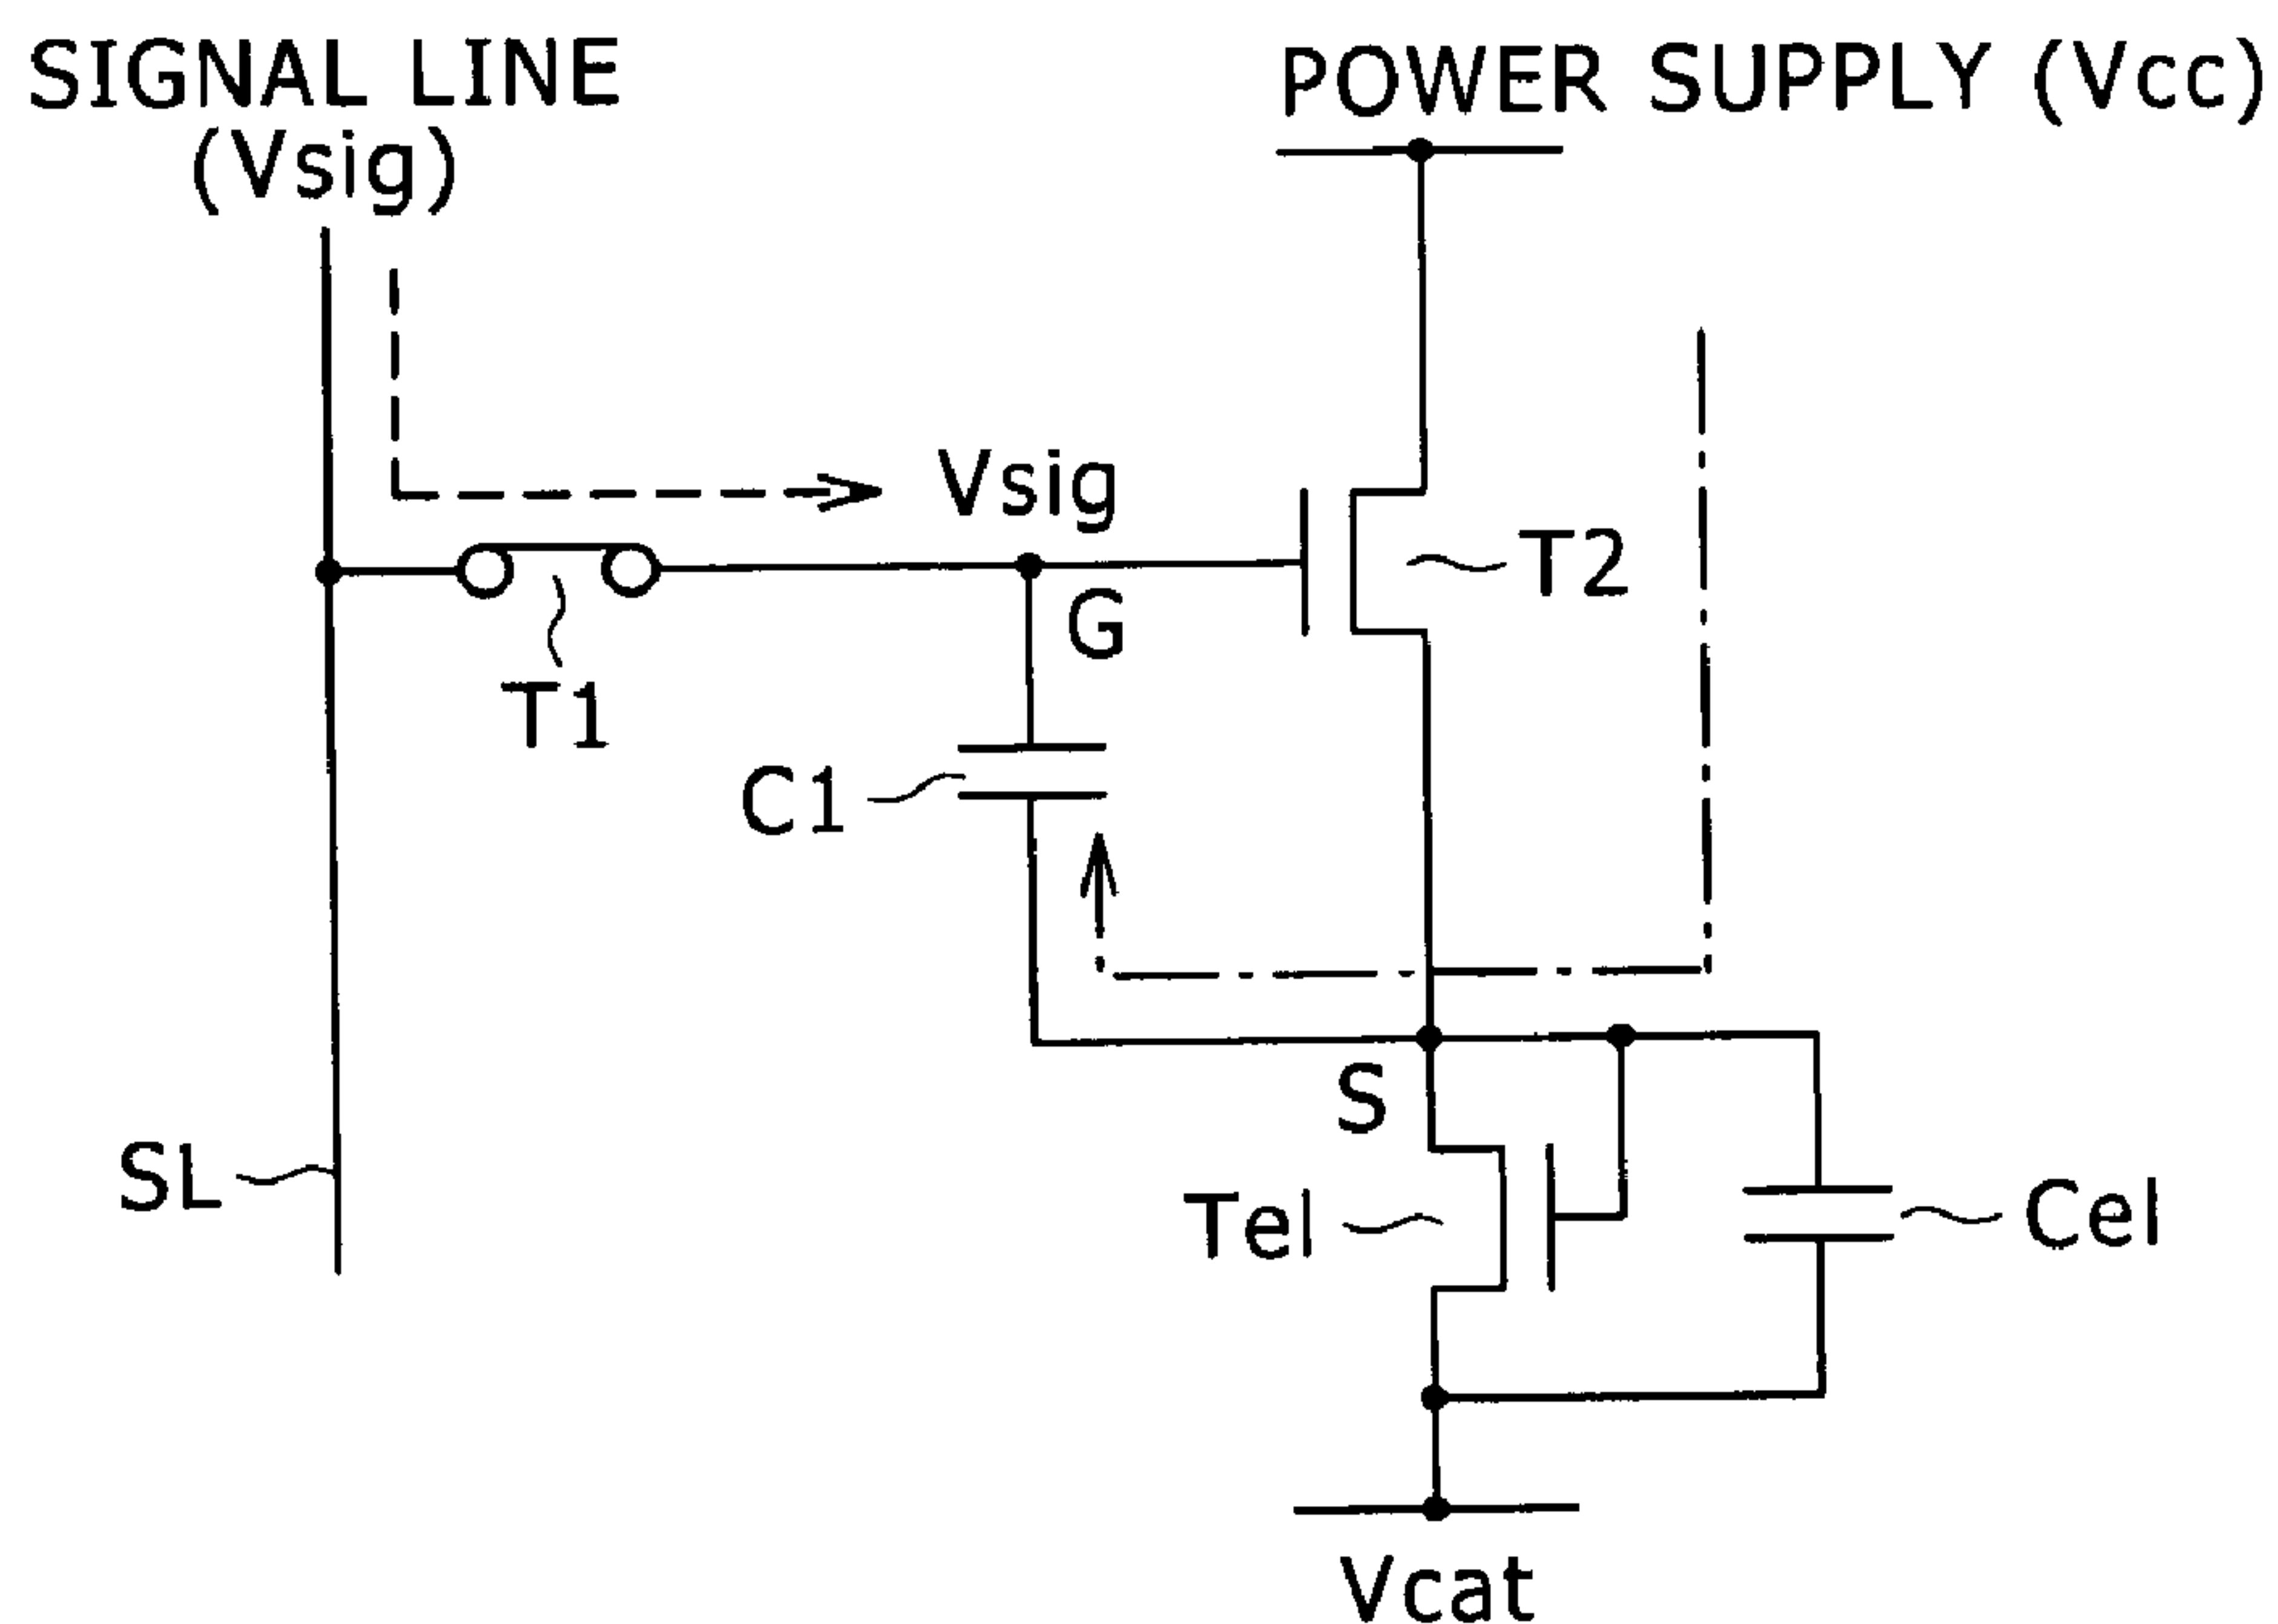 SIGNAL LINE
(Vsig)
POWER SUPPLY (Vcc)
Vsig
T2
G
T1
C1
S
SL
Tel
Cel
Vcat